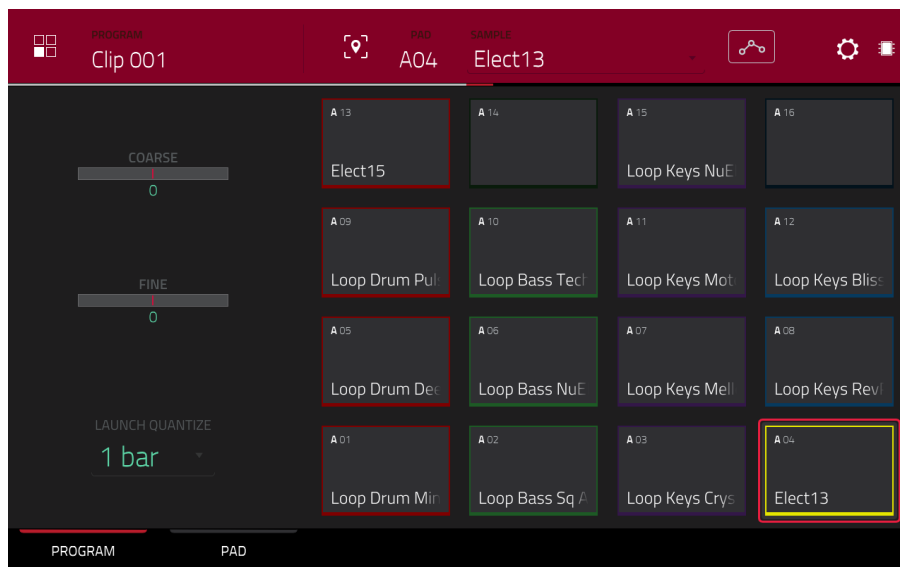 PROGRAM
Clip 001
PAD
A04
SAMPLE
Elect13
COARSE
0
FINE
0
LAUNCH QUANTIZE
1 bar
A 13
Elect15
A 14
A 15
Loop Keys NuE
A 16
A 09
Loop Drum Pul
A 10
Loop Bass Tech
A 11
Loop Keys Mot
A 12
Loop Keys Bliss
A 05
Loop Drum Dee
A 06
Loop Bass NuE
A 07
Loop Keys Mell
A 08
Loop Keys Rev
A 01
Loop Drum Min
A 02
Loop Bass Sq A
A 03
Loop Keys Crys
A 04
Elect13
PROGRAM
PAD